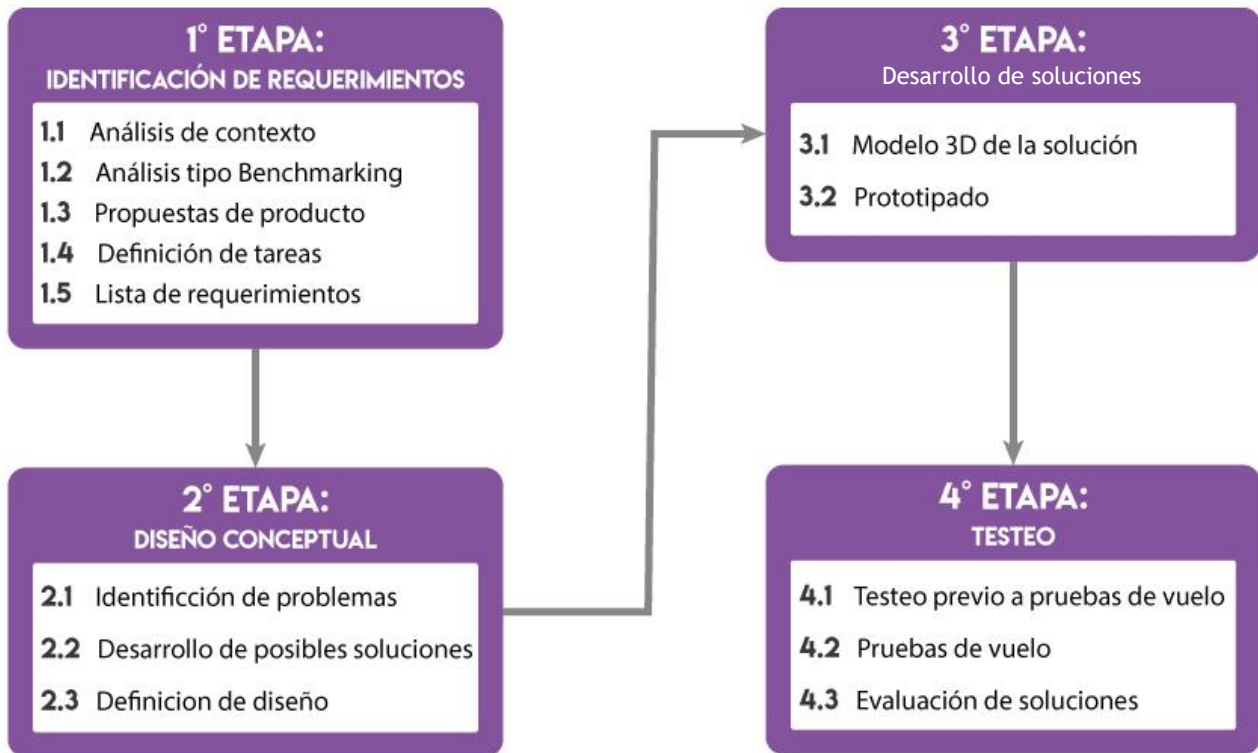 1° ETAPA:
IDENTIFICACIÓN DE REQUERIMIENTOS
1.1 Análisis de contexto
1.2 Análisis tipo Benchmarking
1.3 Propuestas de producto
1.4 Definición de tareas
1.5 Lista de requerimientos
2° ETAPA:
DISEÑO CONCEPTUAL
2.1 Identificción de problemas
2.2 Desarrollo de posibles soluciones
2.3 Definicion de diseño
3° ETAPA:
Desarrollo de soluciones
3.1 Modelo 3D de la solución
3.2 Prototipado
4° ETAPA:
TESTEO
4.1 Testeo previo a pruebas de vuelo
4.2 Pruebas de vuelo
4.3 Evaluación de soluciones